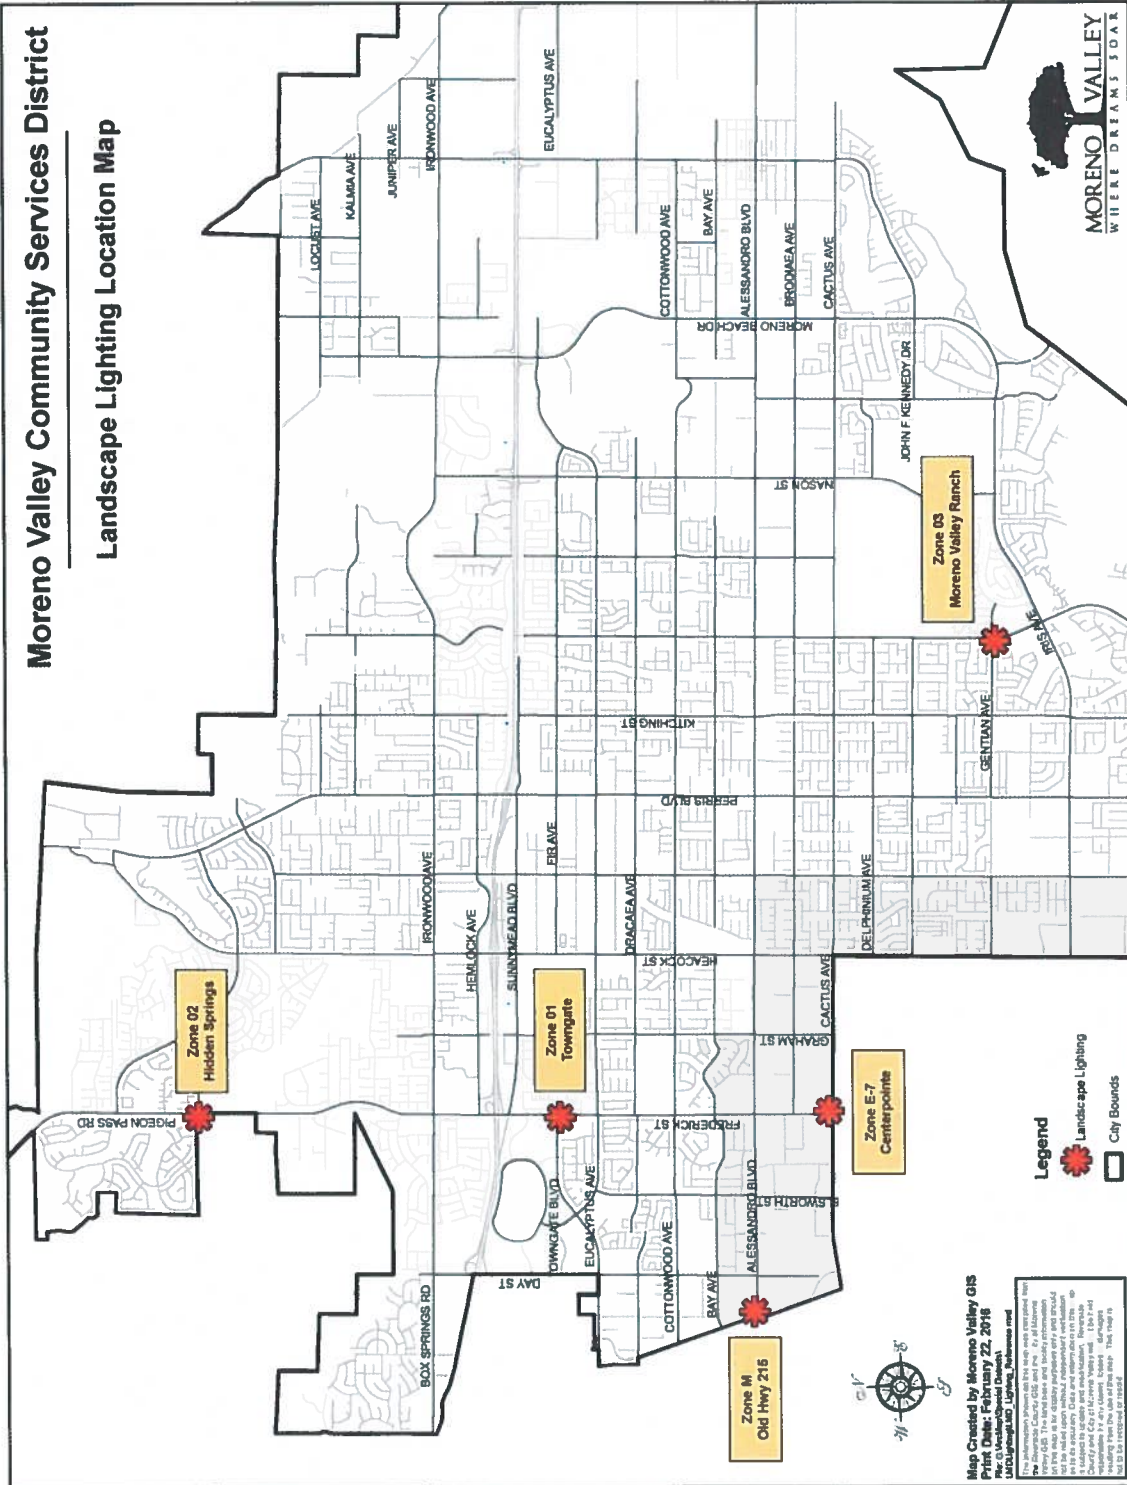 Moreno Valley Community Services District
Landscape Lighting Location Map
LOCUST AVE
KALMIA AVE
JUNIPER AVE
IRONWOOD AVE
EUCALYPTUS AVE
COTTONWOOD AVE
BAY AVE
ALESSANDRO BLVD
BRODIAEA AVE
CACTUS AVE
MORENO BEACH DR
JOHN F KENNEDY DR
NASON ST
Zone 03
Moreno Valley Ranch
IRIS AVE
GENTIAN AVE
KITCHING ST
PERRIS BLVD
IRONWOOD AVE
HEMLOCK AVE
SUNNYMEAD BLVD
FIR AVE
DRACAEA AVE
DELPHINIUM AVE
HEACOCK ST
CACTUS AVE
GRAHAM ST
Zone 02
Hidden Springs
PIGEON PASS RD
Zone 01
Towngate
FREDERICK ST
Zone E-7
Centerpointe
BOX SPRINGS RD
DAY ST
TOWNGATE BLVD
EUCALYPTUS AVE
COTTONWOOD AVE
BAY AVE
ALESSANDRO BLVD
ELSWORTH ST
Zone M
Old Hwy 215
N
W
E
S
Legend
Landscape Lighting
City Bounds
Map Created by Moreno Valley GIS
Print Date: February 22, 2016
MORENO VALLEY
WHERE DREAMS SOAR